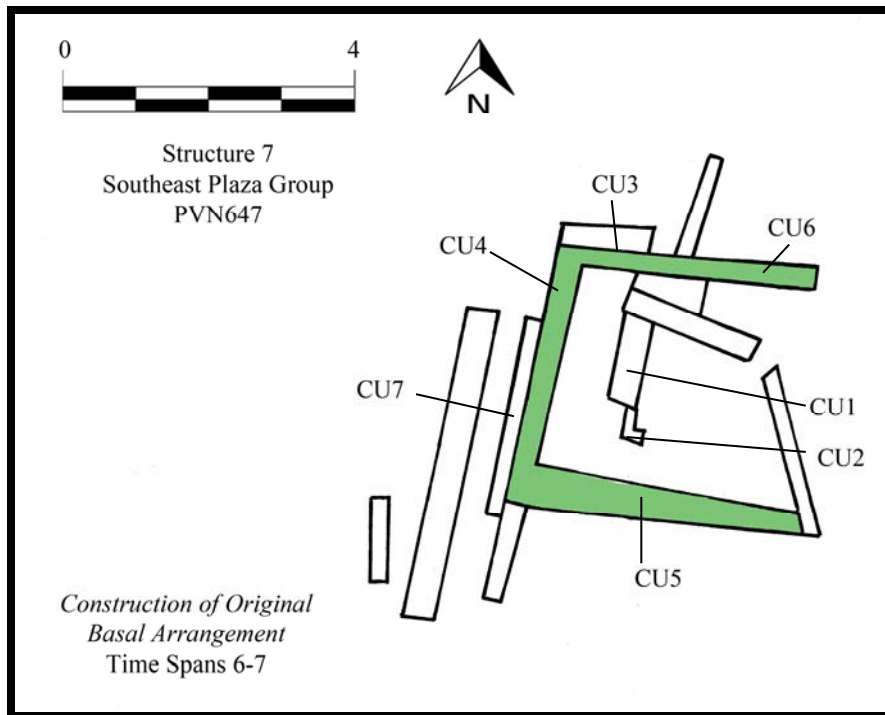 0 4
N
Structure 7
Southeast Plaza Group
PVN647
CU3
CU6
CU4
CU7
CU1
CU2
CU5
Construction of Original
Basal Arrangement
Time Spans 6-7